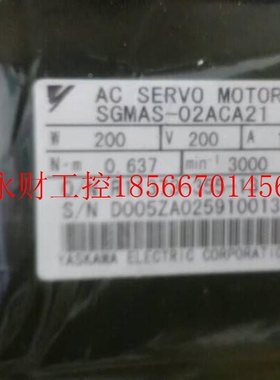 AC SERVO MOTOR
SGMAS-02ACA21
W 200 V 200 A
N·m 0.637 min⁻¹ 3000
永财工控18566701456
S/N D005ZA025910013
YASKAWA ELECTRIC CORPORATIO